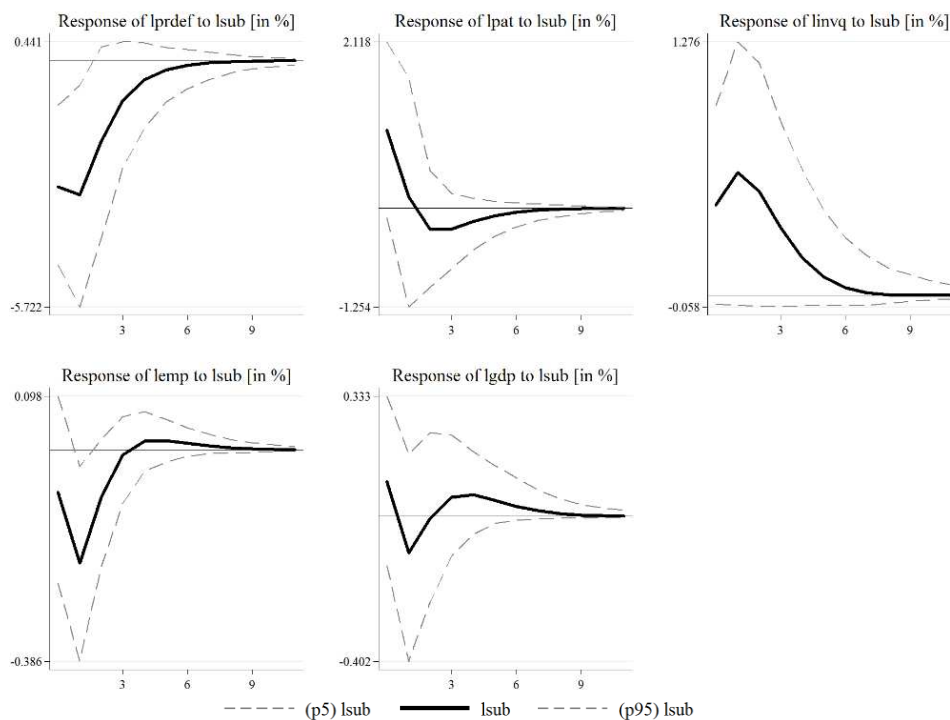 Response of lprdef to lsub [in %]
0.441
-5.722
3 6 9
Response of lpat to lsub [in %]
2.118
-1.254
3 6 9
Response of linvq to lsub [in %]
1.276
-0.058
3 6 9
Response of lemp to lsub [in %]
0.098
-0.386
3 6 9
Response of lgdp to lsub [in %]
0.333
-0.402
3 6 9
(p5) lsub lsub (p95) lsub